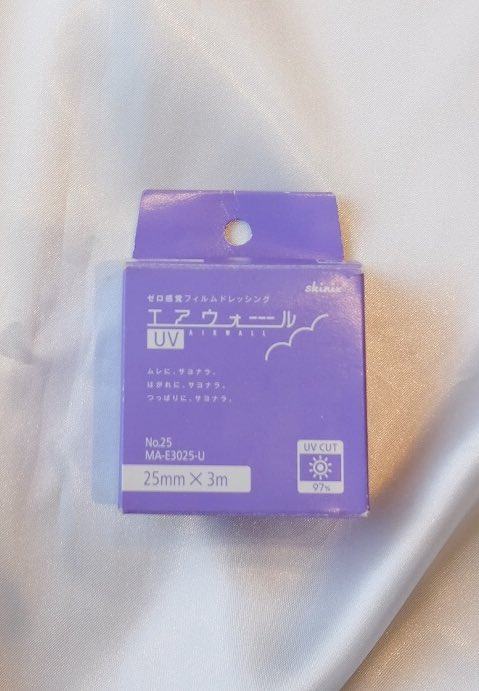 skinix
ゼロ感覚フィルムドレッシング
エアウォール
AIRWALL
UV
ムレに、サヨナラ。
はがれに、サヨナラ。
つっぱりに、サヨナラ。
No.25
MA-E3025-U
25mm×3m
UV CUT
97%